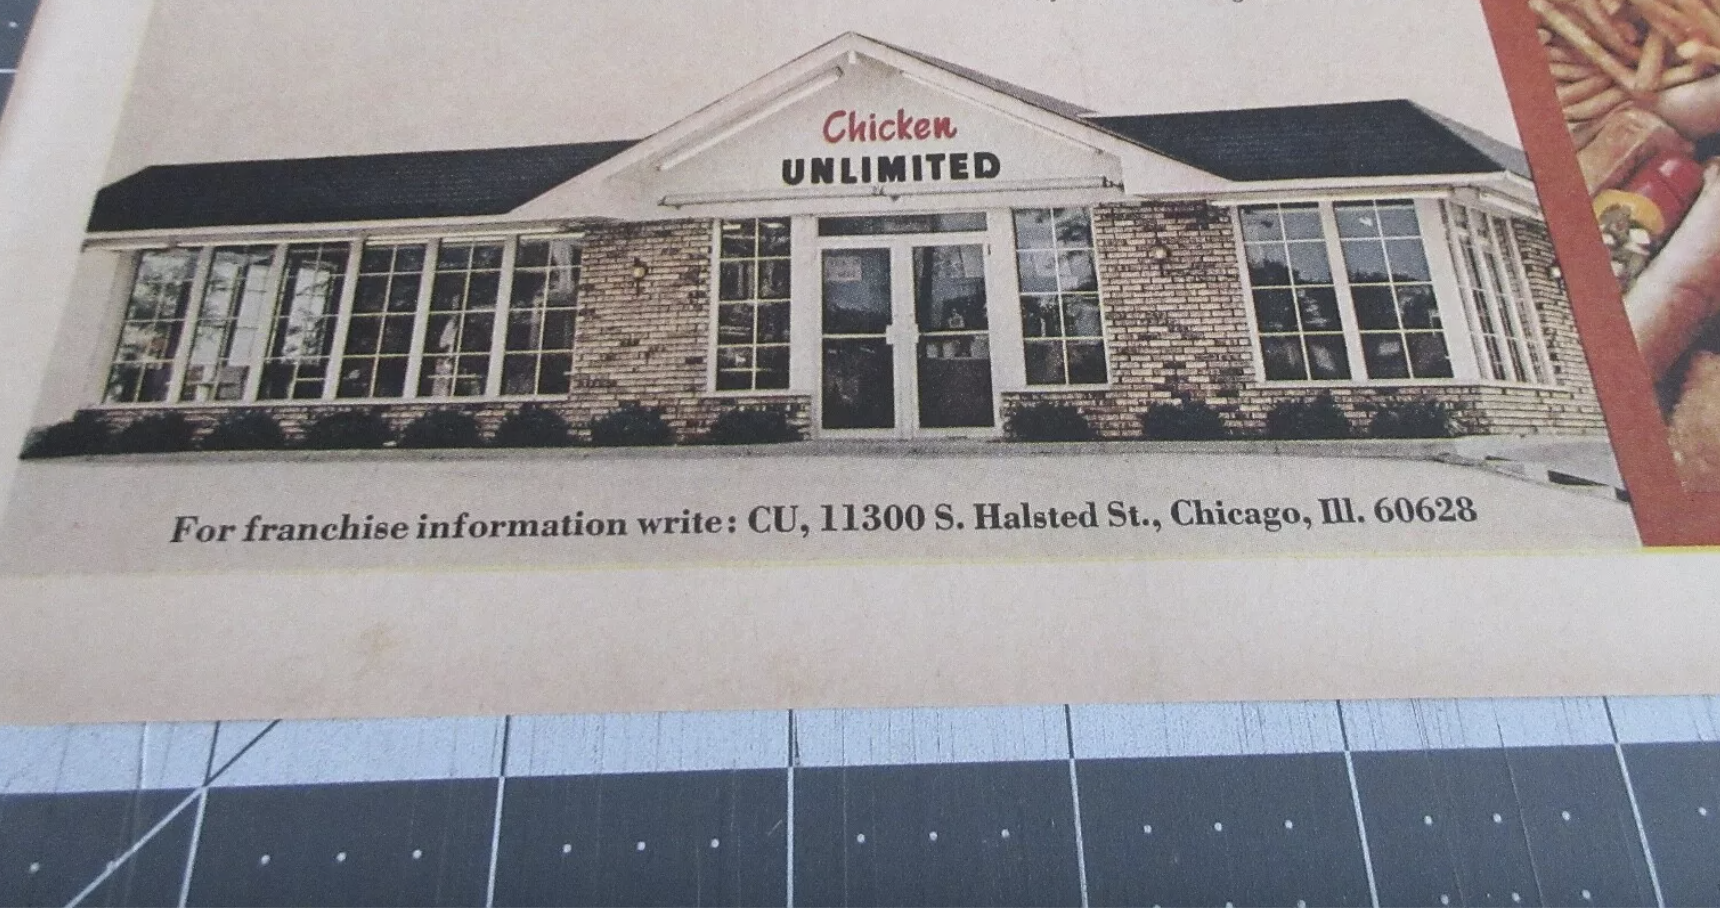 Chicken
UNLIMITED
For franchise information write: CU, 11300 S. Halsted St., Chicago, Ill. 60628